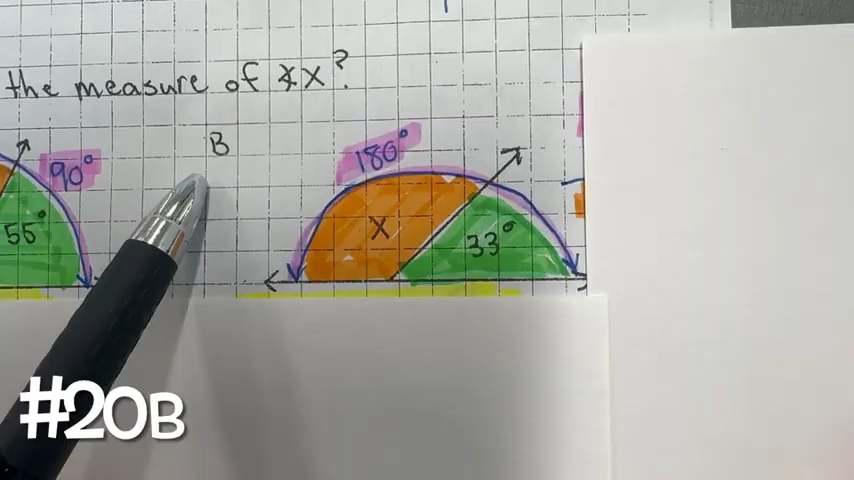 the measure of ∡X?
B
90°
180°
55°
X
33°
#20B